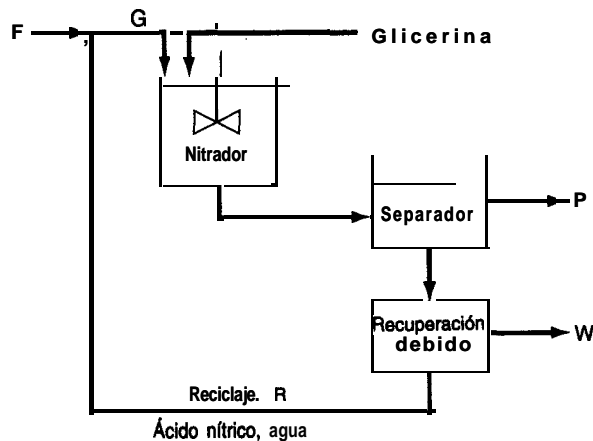 F
G
Glicerina
Nitrador
Separador
P
Recuperación
debido
W
Reciclaje. R
Ácido nítrico, agua